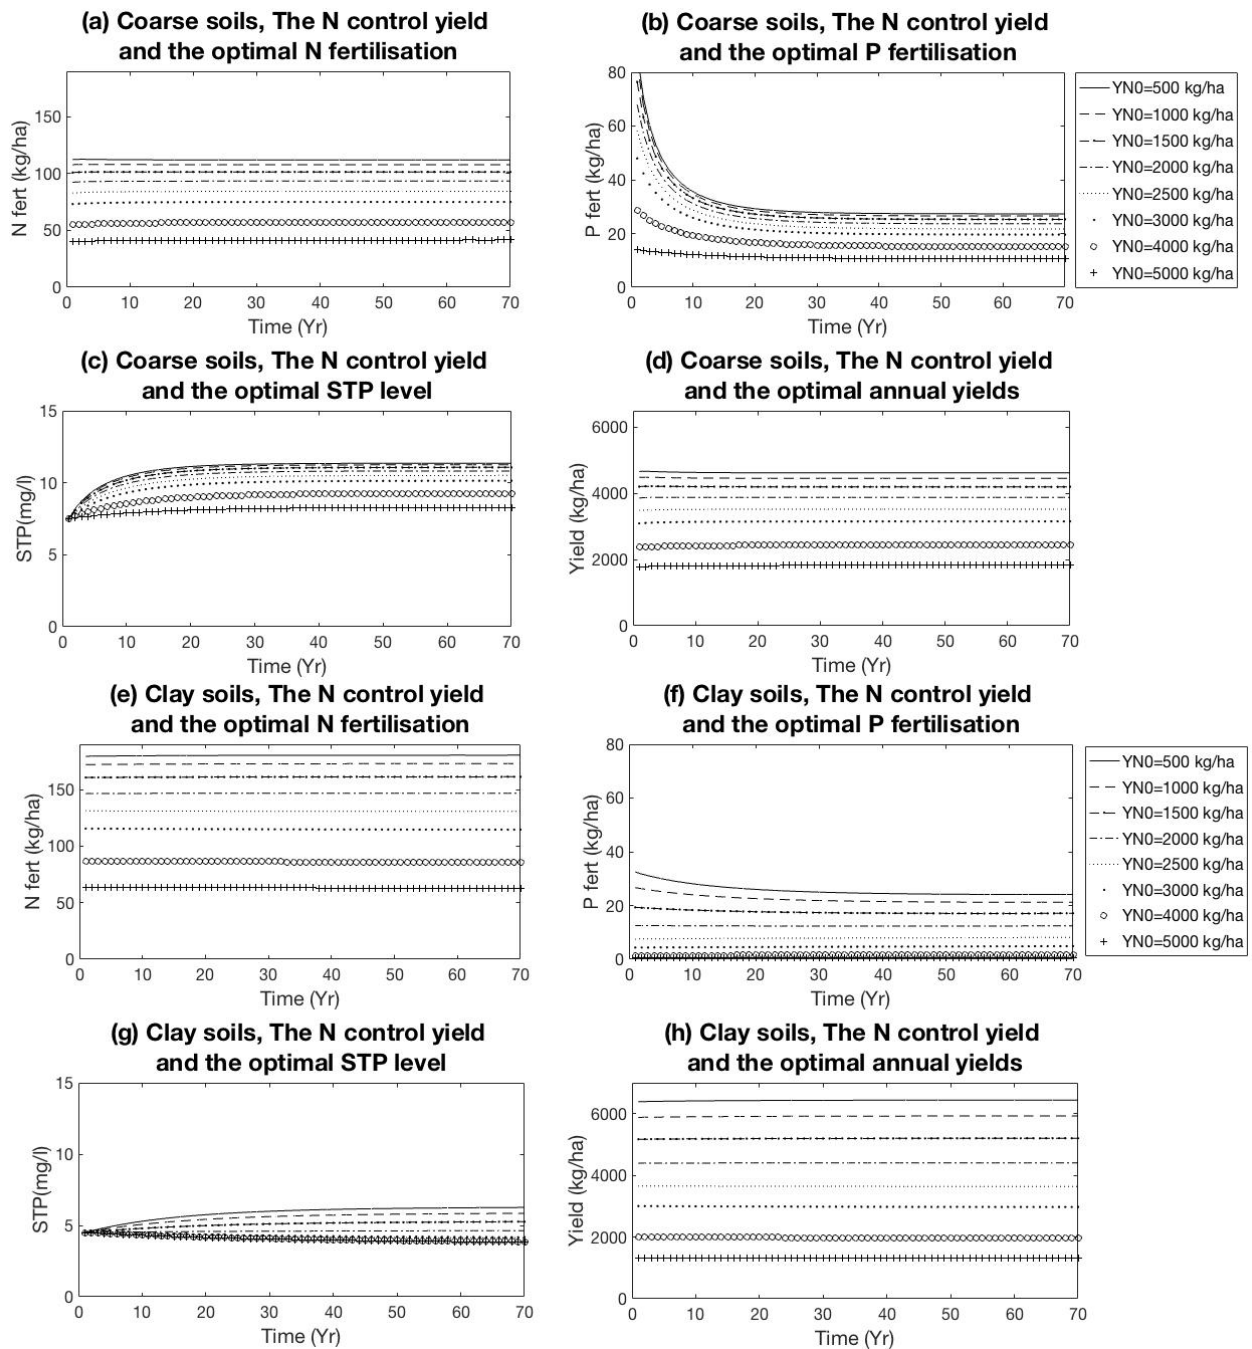 (a) Coarse soils, The N control yield
and the optimal N fertilisation
N fert (kg/ha)
150
100
50
0
0 10 20 30 40 50 60 70
Time (Yr)
(b) Coarse soils, The N control yield
and the optimal P fertilisation
P fert (kg/ha)
80
60
40
20
0
0 10 20 30 40 50 60 70
Time (Yr)
YN0=500 kg/ha
YN0=1000 kg/ha
YN0=1500 kg/ha
YN0=2000 kg/ha
YN0=2500 kg/ha
YN0=3000 kg/ha
YN0=4000 kg/ha
YN0=5000 kg/ha
(c) Coarse soils, The N control yield
and the optimal STP level
STP(mg/l)
15
10
5
0
0 10 20 30 40 50 60 70
Time (Yr)
(d) Coarse soils, The N control yield
and the optimal annual yields
Yield (kg/ha)
6000
4000
2000
0
0 10 20 30 40 50 60 70
Time (Yr)
(e) Clay soils, The N control yield
and the optimal N fertilisation
N fert (kg/ha)
150
100
50
0
0 10 20 30 40 50 60 70
Time (Yr)
(f) Clay soils, The N control yield
and the optimal P fertilisation
P fert (kg/ha)
80
60
40
20
0
0 10 20 30 40 50 60 70
Time (Yr)
YN0=500 kg/ha
YN0=1000 kg/ha
YN0=1500 kg/ha
YN0=2000 kg/ha
YN0=2500 kg/ha
YN0=3000 kg/ha
YN0=4000 kg/ha
YN0=5000 kg/ha
(g) Clay soils, The N control yield
and the optimal STP level
STP(mg/l)
15
10
5
0
0 10 20 30 40 50 60 70
Time (Yr)
(h) Clay soils, The N control yield
and the optimal annual yields
Yield (kg/ha)
6000
4000
2000
0
0 10 20 30 40 50 60 70
Time (Yr)